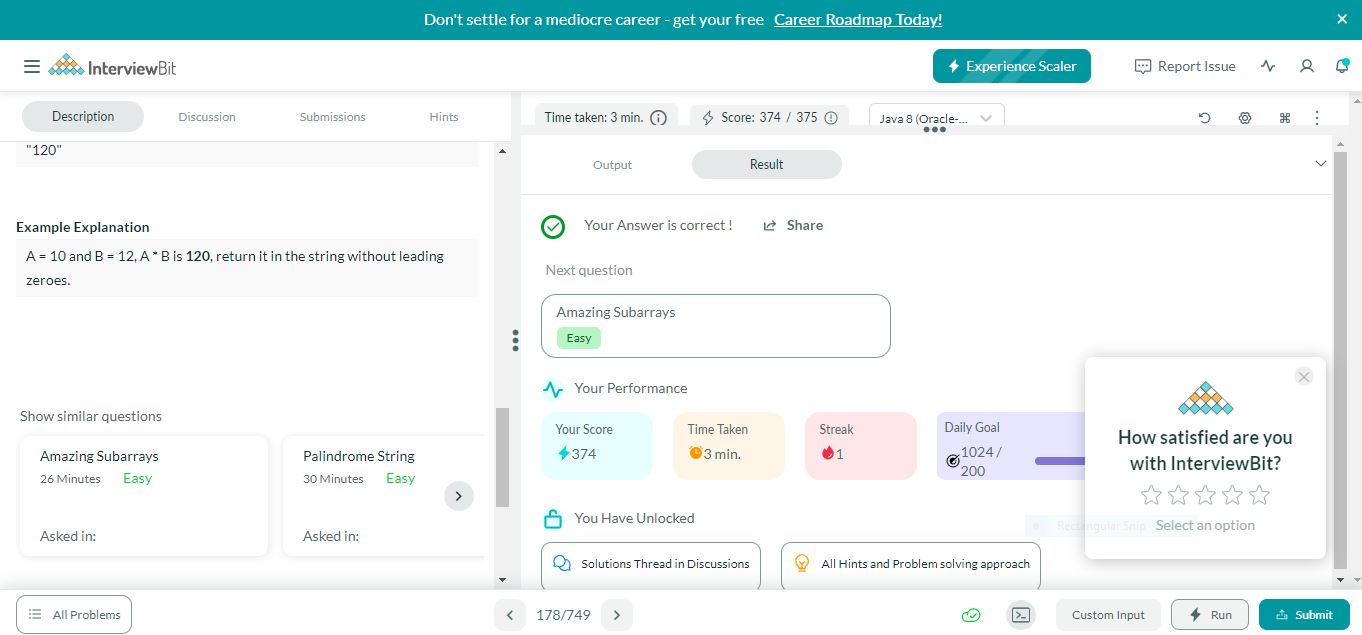 Don't settle for a mediocre career - get your free Career Roadmap Today!
InterviewBit
Experience Scaler
Report Issue
Description
Discussion
Submissions
Hints
Time taken: 3 min.
Score: 374 / 375
Java 8 (Oracle-...
"120"
Example Explanation
A = 10 and B = 12, A * B is 120, return it in the string without leading
zeroes.
Show similar questions
Amazing Subarrays
26 Minutes Easy
Asked in:
Palindrome String
30 Minutes Easy
Asked in:
Output
Result
Your Answer is correct !
Share
Next question
Amazing Subarrays
Easy
Your Performance
Your Score
374
Time Taken
3 min.
Streak
1
Daily Goal
1024 /
200
You Have Unlocked
Solutions Thread in Discussions
All Hints and Problem solving approach
How satisfied are you
with InterviewBit?
Rectangular Snip
Select an option
All Problems
178/749
Custom Input
Run
Submit